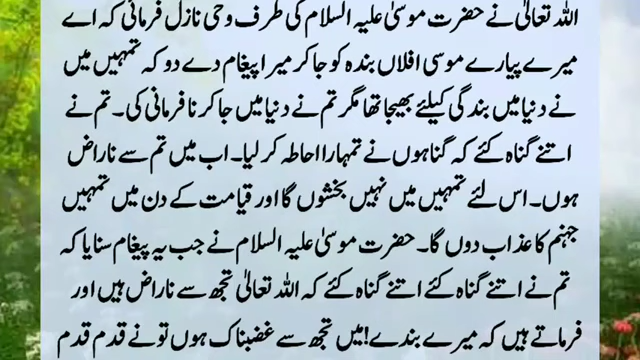 اللہ تعالیٰ نے حضرت موسیٰ علیہ السلام کی طرف وحی نازل فرمائی کہ اے
میرے پیارے موسی افلاں بندہ کو جا کر میرا پیغام دے دو کہ تمہیں میں
نے دنیا میں بندگی کیلئے بھیجا تھا مگر تم نے دنیا میں جا کر نافرمانی کی۔ تم نے
اتنے گناہ کئے کہ گناہوں نے تمہارا احاطہ کر لیا۔ اب میں تم سے ناراض
ہوں۔ اس لئے تمہیں میں نہیں بخشوں گا اور قیامت کے دن میں تمہیں
جہنم کا عذاب دوں گا۔ حضرت موسیٰ علیہ السلام نے جب یہ پیغام سنایا کہ
تم نے اتنے گناہ کئے اتنے گناہ کئے کہ اللہ تعالیٰ تجھ سے ناراض ہیں اور
فرماتے ہیں کہ میرے بندے! میں تجھ سے غضبناک ہوں تو نے قدم قدم